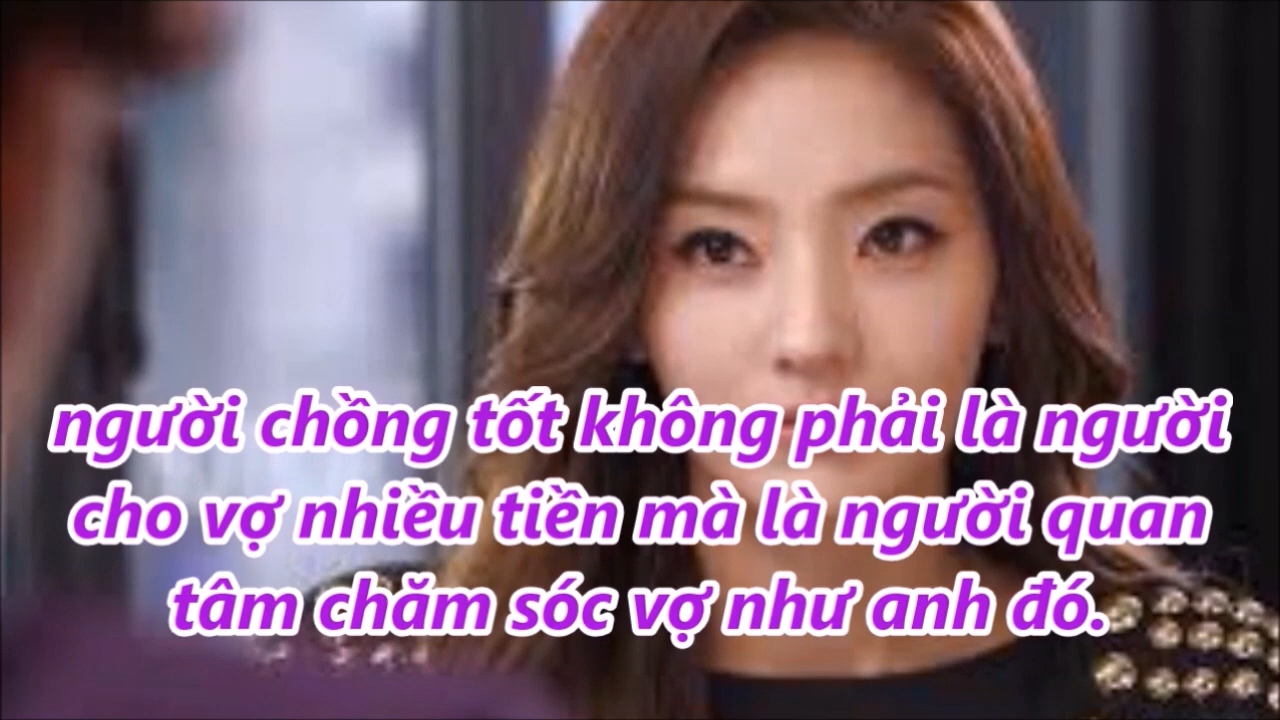 người chồng tốt không phải là người
cho vợ nhiều tiền mà là người quan
tâm chăm sóc vợ như anh đó.